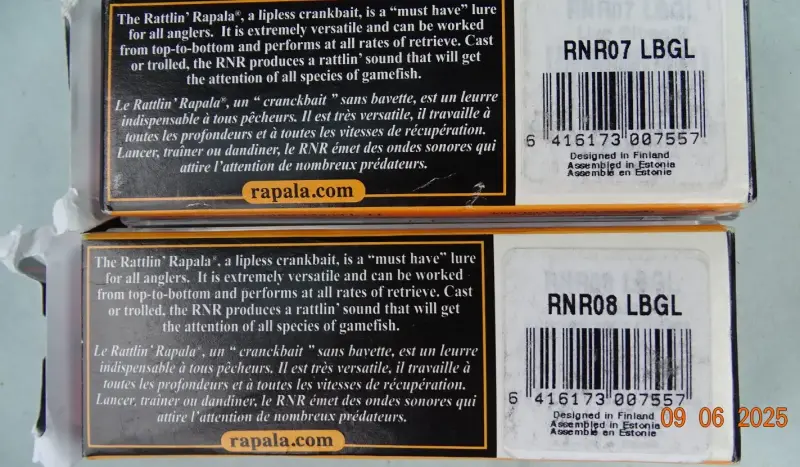 The Rattlin' Rapala®, a lipless crankbait, is a “must have” lure
for all anglers. It is extremely versatile and can be worked
from top-to-bottom and performs at all rates of retrieve. Cast
or trolled, the RNR produces a rattlin' sound that will get
the attention of all species of gamefish.
Le Rattlin' Rapala®, un “ cranckbait ” sans bavette, est un leurre
indispensable à tous pêcheurs. Il est très versatile, il travaille à
toutes les profondeurs et à toutes les vitesses de récupération.
Lancer, traîner ou dandiner, le RNR émet des ondes sonores qui
attire l'attention de nombreux prédateurs.
rapala.com
RNR07 LBGL
6 416173 007557
Designed in Finland
Assembled in Estonia
Assemblé en Estonie
The Rattlin' Rapala®, a lipless crankbait, is a “must have” lure
for all anglers. It is extremely versatile and can be worked
from top-to-bottom and performs at all rates of retrieve. Cast
or trolled, the RNR produces a rattlin' sound that will get
the attention of all species of gamefish.
Le Rattlin' Rapala®, un “ cranckbait ” sans bavette, est un leurre
indispensable à tous pêcheurs. Il est très versatile, il travaille à
toutes les profondeurs et à toutes les vitesses de récupération.
Lancer, traîner ou dandiner, le RNR émet des ondes sonores qui
attire l'attention de nombreux prédateurs.
rapala.com
RNR08 LBGL
6 416173 007557
Designed in Finland
Assembled in Estonia
Assemblé en Estonie
09 06 2025